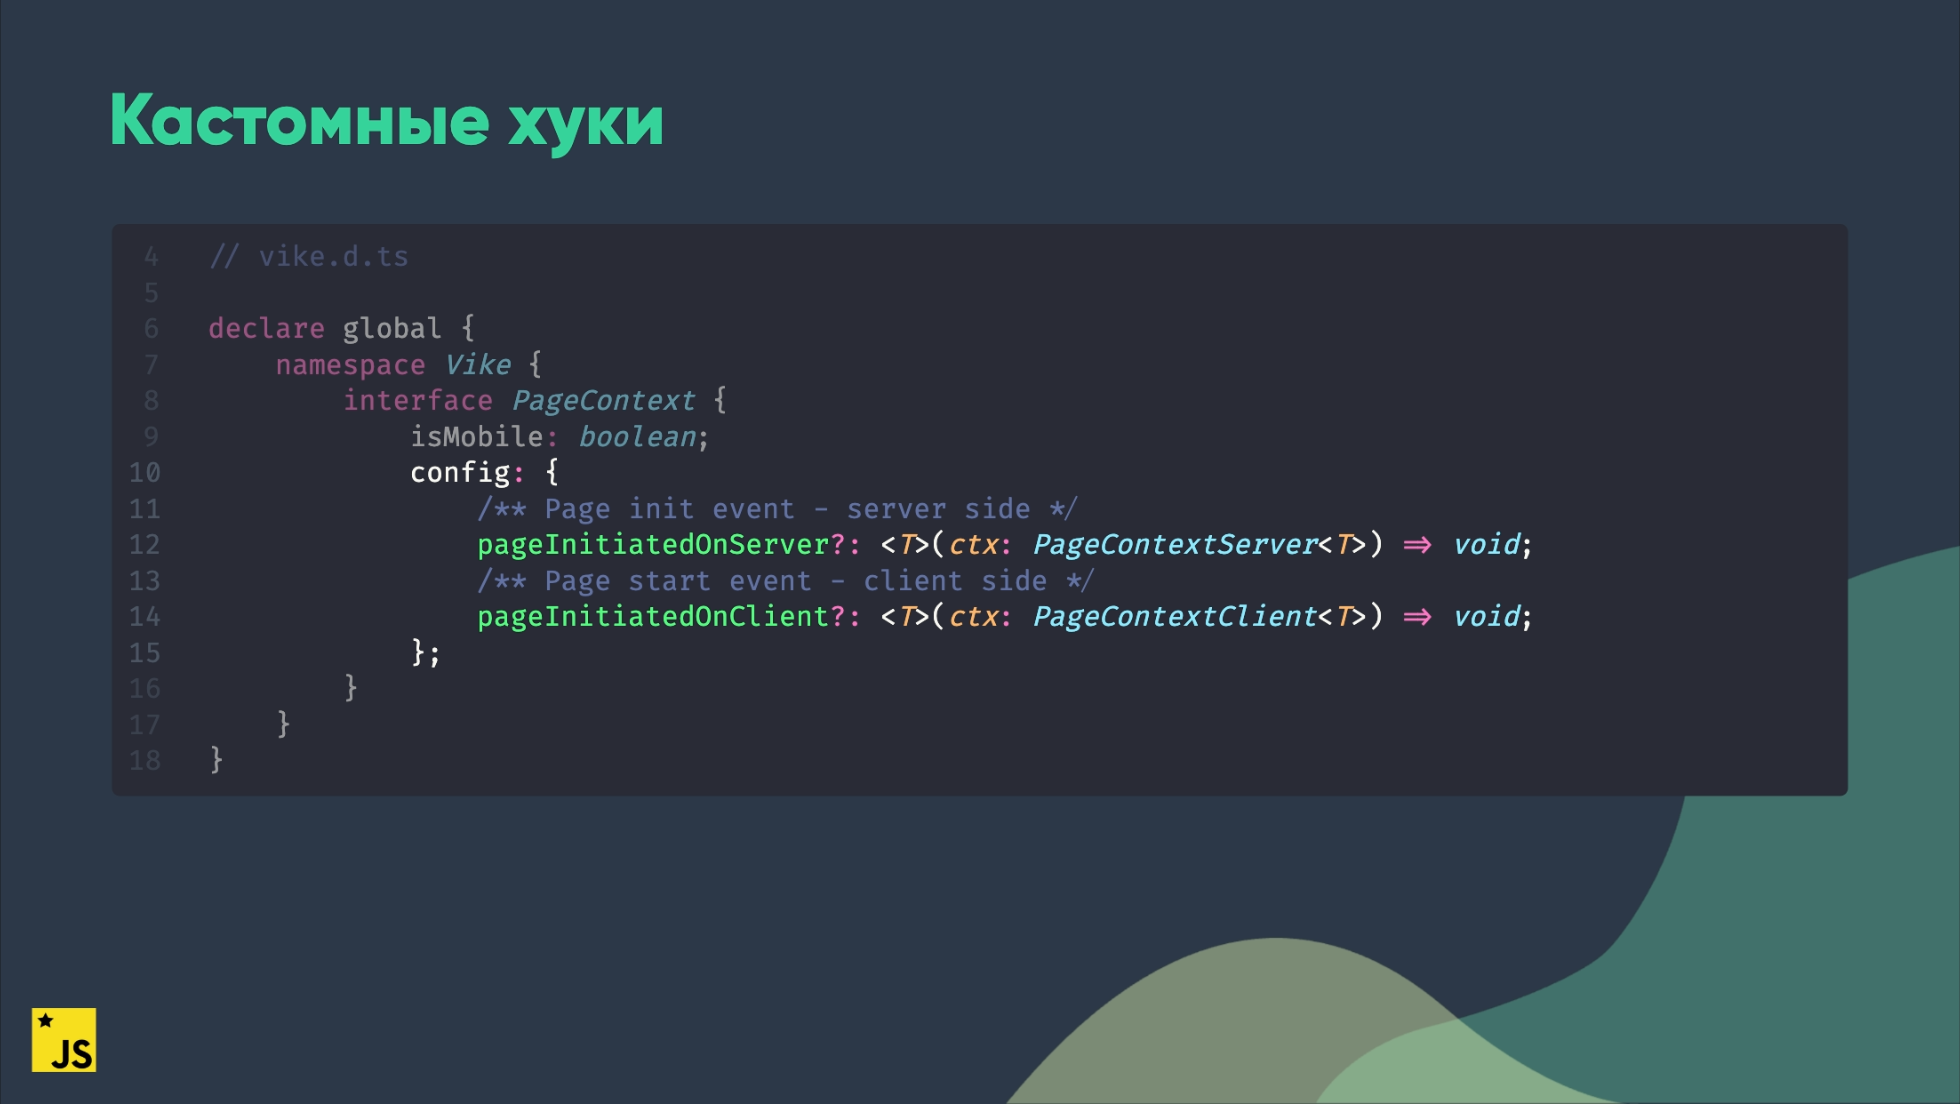 Кастомные хуки
4 // vike.d.ts
5
6 declare global {
7     namespace Vike {
8         interface PageContext {
9             isMobile: boolean;
10             config: {
11                 /** Page init event - server side */
12                 pageInitiatedOnServer?: <T>(ctx: PageContextServer<T>) => void;
13                 /** Page start event - client side */
14                 pageInitiatedOnClient?: <T>(ctx: PageContextClient<T>) => void;
15             };
16         }
17     }
18 }
JS